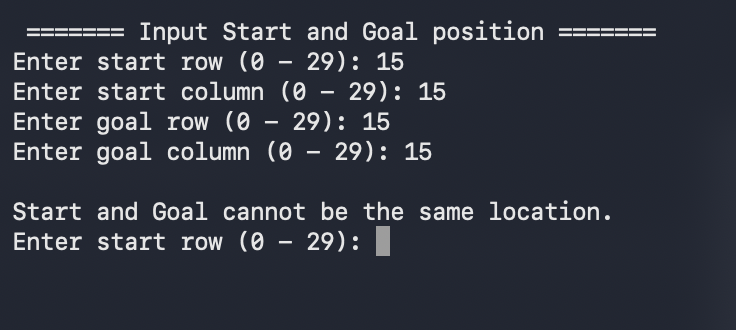 ======= Input Start and Goal position =======
Enter start row (0 - 29): 15
Enter start column (0 - 29): 15
Enter goal row (0 - 29): 15
Enter goal column (0 - 29): 15
Start and Goal cannot be the same location.
Enter start row (0 - 29):